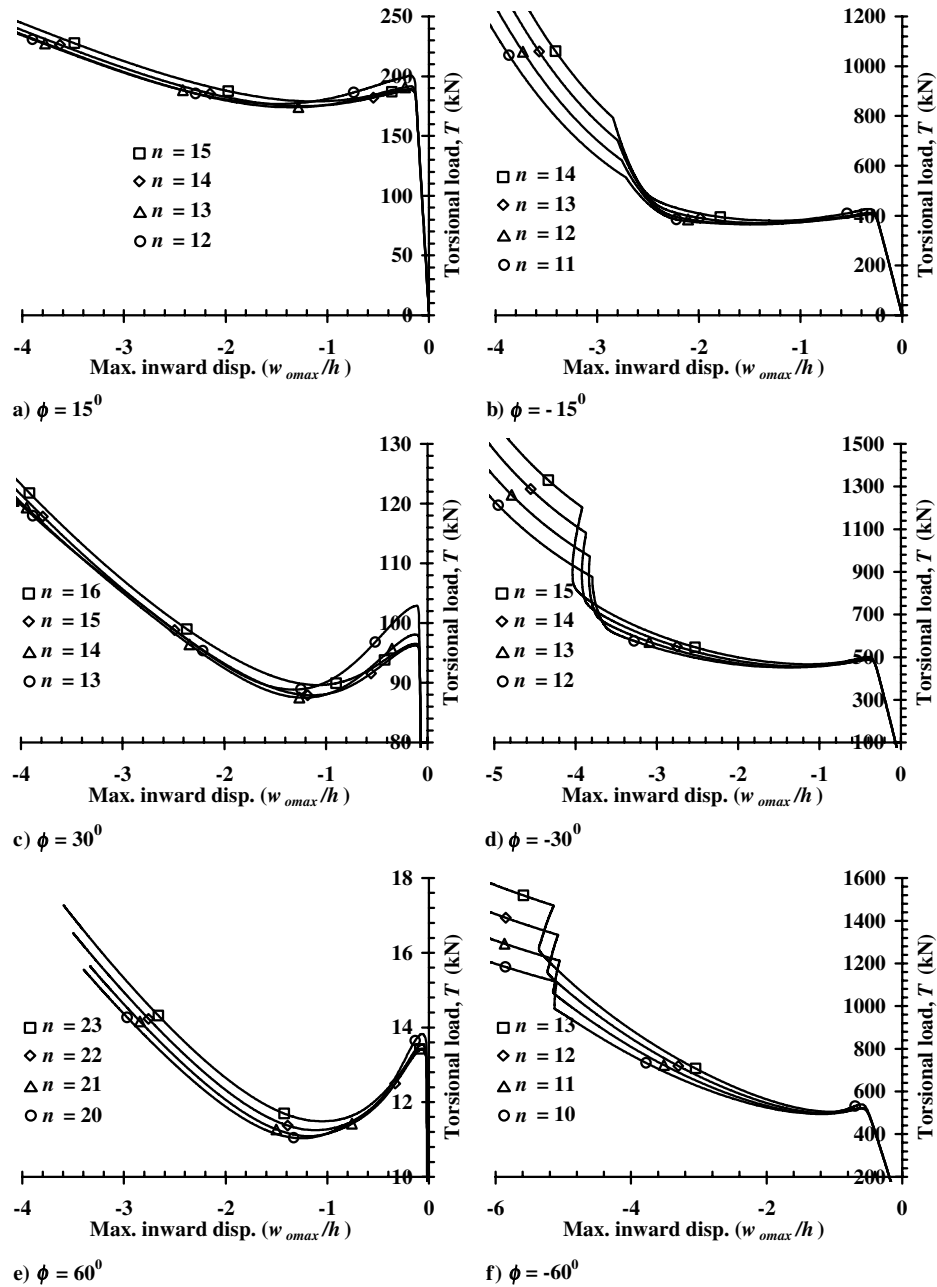 250
200
150
100
50
0
Torsional load, T (kN)
n = 15
n = 14
n = 13
n = 12
-4 -3 -2 -1 0
Max. inward disp. (w omax /h )
a) ϕ = 15⁰
1200
1000
800
600
400
200
0
Torsional load, T (kN)
n = 14
n = 13
n = 12
n = 11
-4 -3 -2 -1 0
Max. inward disp. (w omax /h )
b) ϕ = - 15⁰
130
120
110
100
90
80
Torsional load, T (kN)
n = 16
n = 15
n = 14
n = 13
-4 -3 -2 -1 0
Max. inward disp. (w omax /h )
c) ϕ = 30⁰
1500
1300
1100
900
700
500
300
100
Torsional load, T (kN)
n = 15
n = 14
n = 13
n = 12
-5 -4 -3 -2 -1 0
Max. inward disp. (w omax /h )
d) ϕ = -30⁰
18
16
14
12
10
Torsional load, T (kN)
n = 23
n = 22
n = 21
n = 20
-4 -3 -2 -1 0
Max. inward disp. (w omax /h )
e) ϕ = 60⁰
1600
1400
1200
1000
800
600
400
200
Torsional load, T (kN)
n = 13
n = 12
n = 11
n = 10
-6 -4 -2 0
Max. inward disp. (w omax /h )
f) ϕ = -60⁰